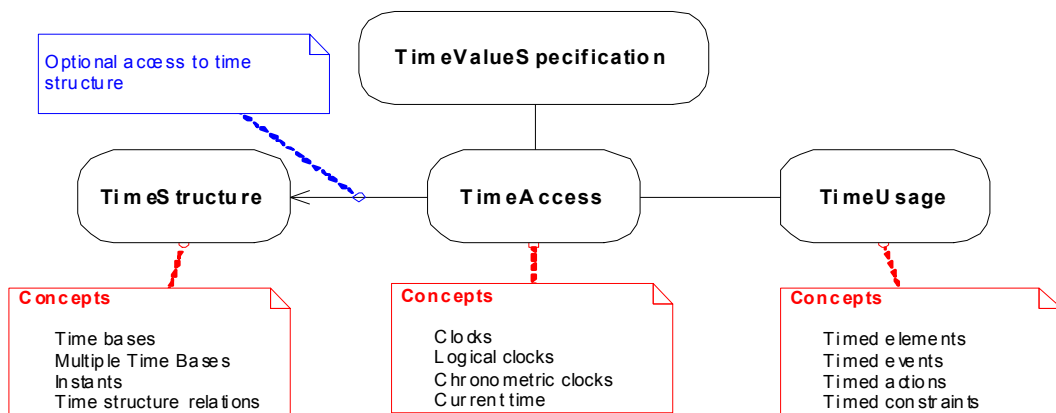 TimeValueSpecification
Optional access to time
structure
TimeStructure
TimeAccess
TimeUsage
Concepts
Time bases
Multiple Time Bases
Instants
Time structure relations
Concepts
Clocks
Logical clocks
Chronometric clocks
Current time
Concepts
Timed elements
Timed events
Timed actions
Timed constraints